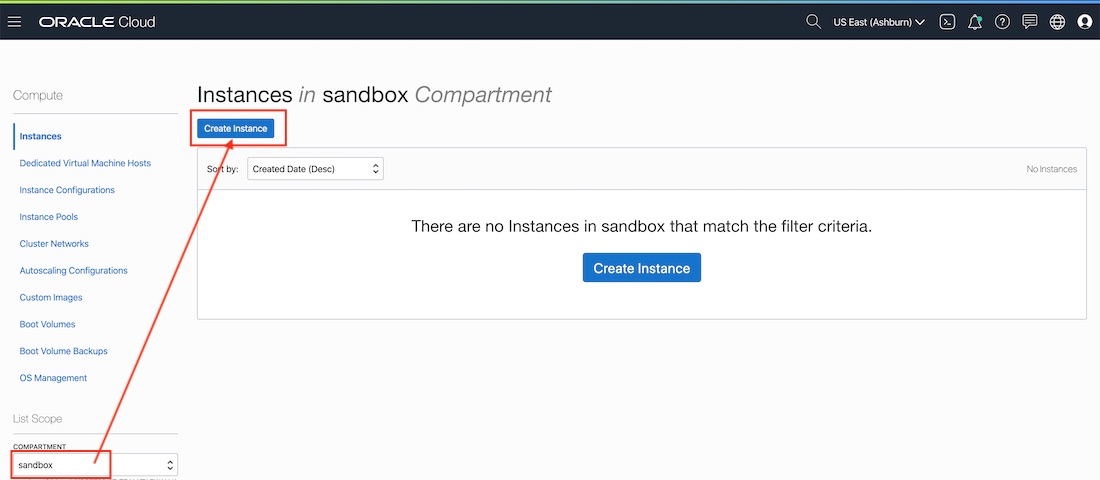 ORACLE Cloud
US East (Ashburn)
Compute
Instances
Dedicated Virtual Machine Hosts
Instance Configurations
Instance Pools
Cluster Networks
Autoscaling Configurations
Custom Images
Boot Volumes
Boot Volume Backups
OS Management
List Scope
COMPARTMENT
sandbox
Instances in sandbox Compartment
Create Instance
Sort by: Created Date (Desc)
No Instances
There are no Instances in sandbox that match the filter criteria.
Create Instance